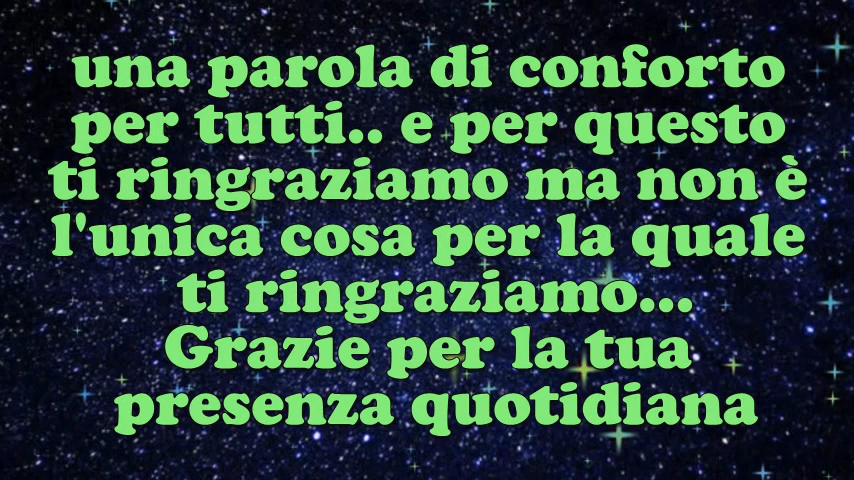 una parola di conforto
per tutti.. e per questo
ti ringraziamo ma non è
l'unica cosa per la quale
ti ringraziamo...
Grazie per la tua
presenza quotidiana